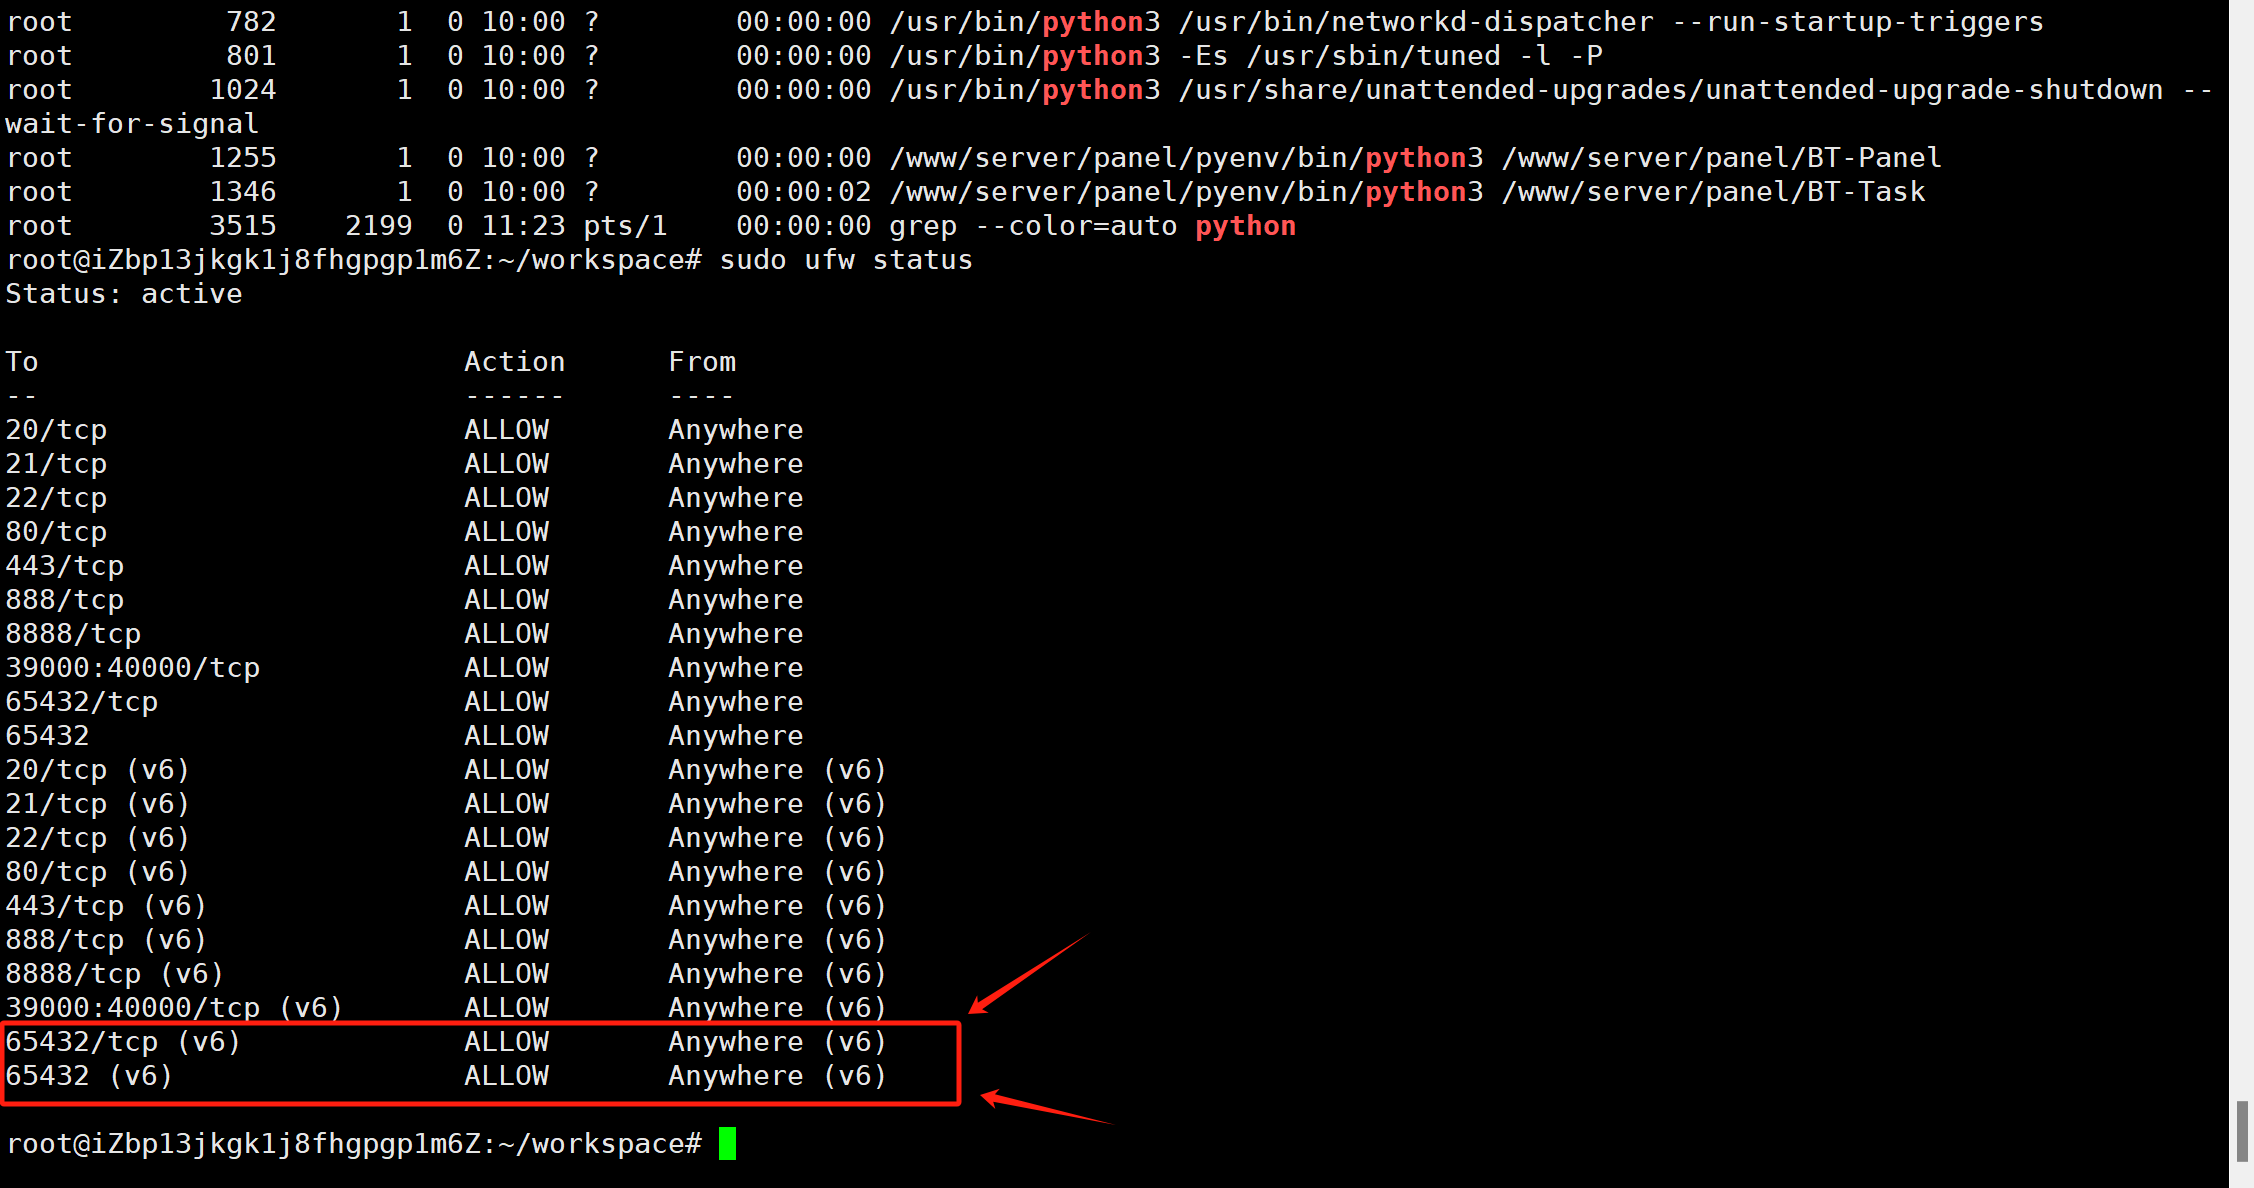 root         782       1  0 10:00 ?        00:00:00 /usr/bin/python3 /usr/bin/networkd-dispatcher --run-startup-triggers
root         801       1  0 10:00 ?        00:00:00 /usr/bin/python3 -Es /usr/sbin/tuned -l -P
root        1024       1  0 10:00 ?        00:00:00 /usr/bin/python3 /usr/share/unattended-upgrades/unattended-upgrade-shutdown --
wait-for-signal
root        1255       1  0 10:00 ?        00:00:00 /www/server/panel/pyenv/bin/python3 /www/server/panel/BT-Panel
root        1346       1  0 10:00 ?        00:00:02 /www/server/panel/pyenv/bin/python3 /www/server/panel/BT-Task
root        3515    2199  0 11:23 pts/1    00:00:00 grep --color=auto python
root@iZbp13jkgk1j8fhgpgp1m6Z:~/workspace# sudo ufw status
Status: active
To                         Action      From
--                         ------      ----
20/tcp                     ALLOW       Anywhere
21/tcp                     ALLOW       Anywhere
22/tcp                     ALLOW       Anywhere
80/tcp                     ALLOW       Anywhere
443/tcp                    ALLOW       Anywhere
888/tcp                    ALLOW       Anywhere
8888/tcp                   ALLOW       Anywhere
39000:40000/tcp            ALLOW       Anywhere
65432/tcp                  ALLOW       Anywhere
65432                      ALLOW       Anywhere
20/tcp (v6)                ALLOW       Anywhere (v6)
21/tcp (v6)                ALLOW       Anywhere (v6)
22/tcp (v6)                ALLOW       Anywhere (v6)
80/tcp (v6)                ALLOW       Anywhere (v6)
443/tcp (v6)               ALLOW       Anywhere (v6)
888/tcp (v6)               ALLOW       Anywhere (v6)
8888/tcp (v6)              ALLOW       Anywhere (v6)
39000:40000/tcp (v6)       ALLOW       Anywhere (v6)
65432/tcp (v6)             ALLOW       Anywhere (v6)
65432 (v6)                 ALLOW       Anywhere (v6)
root@iZbp13jkgk1j8fhgpgp1m6Z:~/workspace#